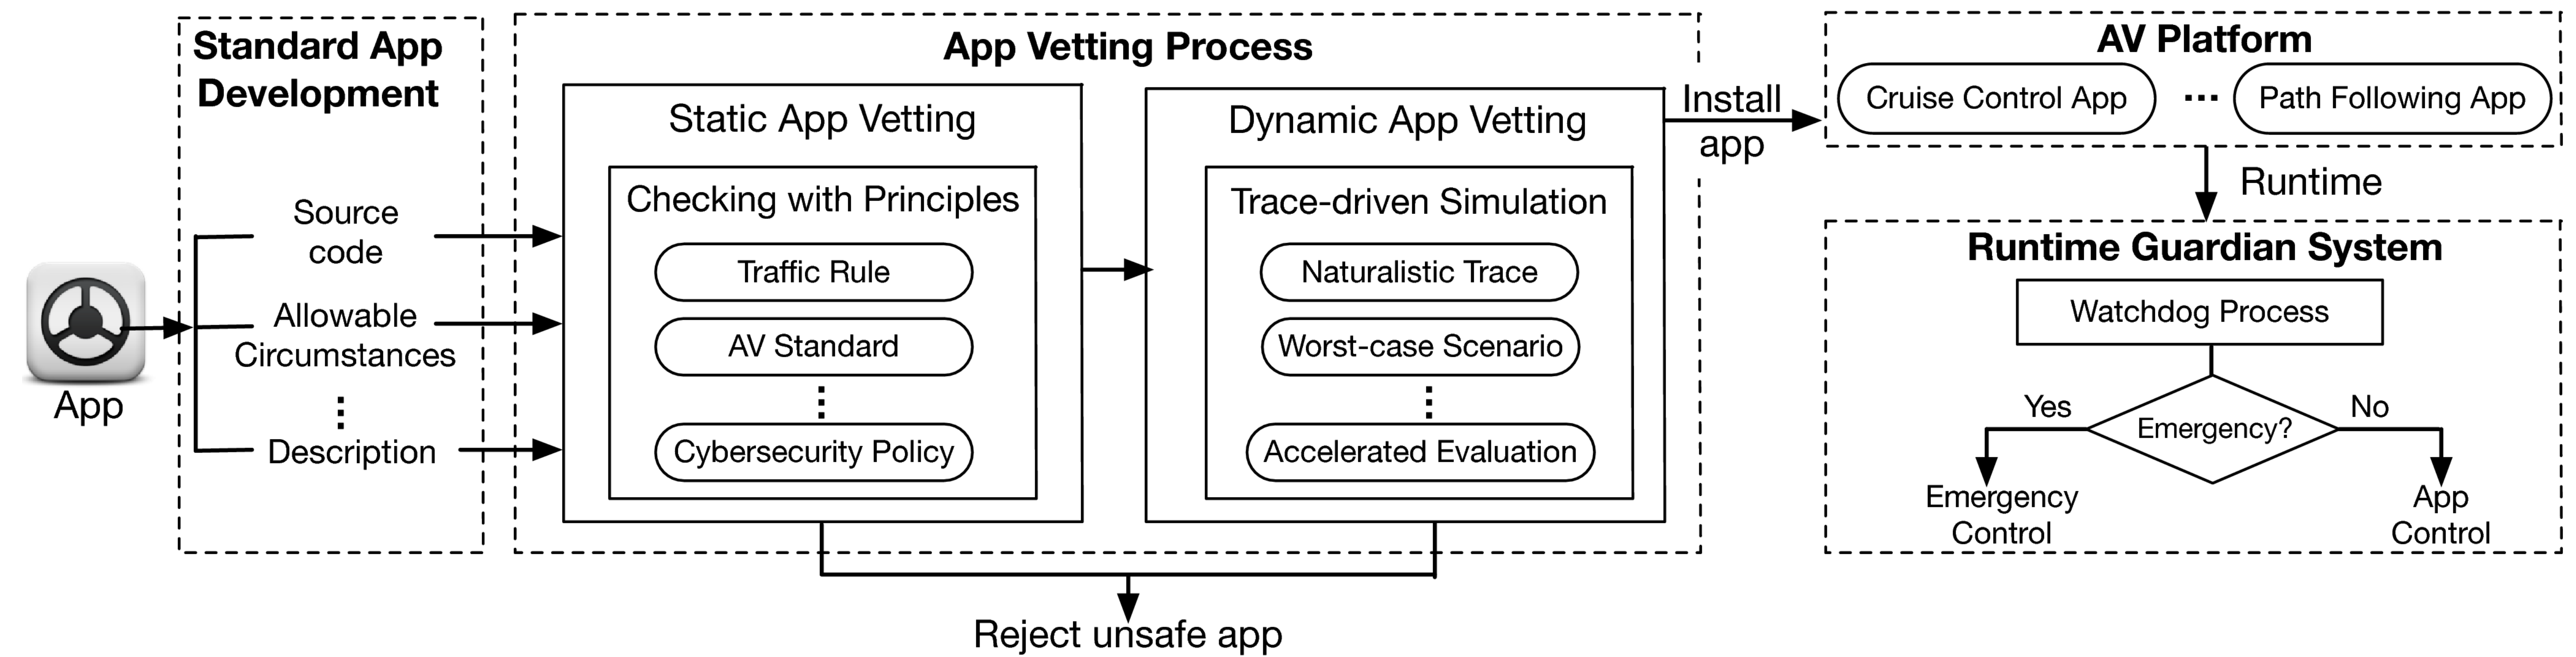 App
Standard App
Development
Source
code
Allowable
Circumstances
⋮
Description
App Vetting Process
Static App Vetting
Checking with Principles
Traffic Rule
AV Standard
⋮
Cybersecurity Policy
Dynamic App Vetting
Trace-driven Simulation
Naturalistic Trace
Worst-case Scenario
⋮
Accelerated Evaluation
Reject unsafe app
Install
app
AV Platform
Cruise Control App ··· Path Following App
Runtime
Runtime Guardian System
Watchdog Process
Emergency?
Yes
No
Emergency
Control
App
Control